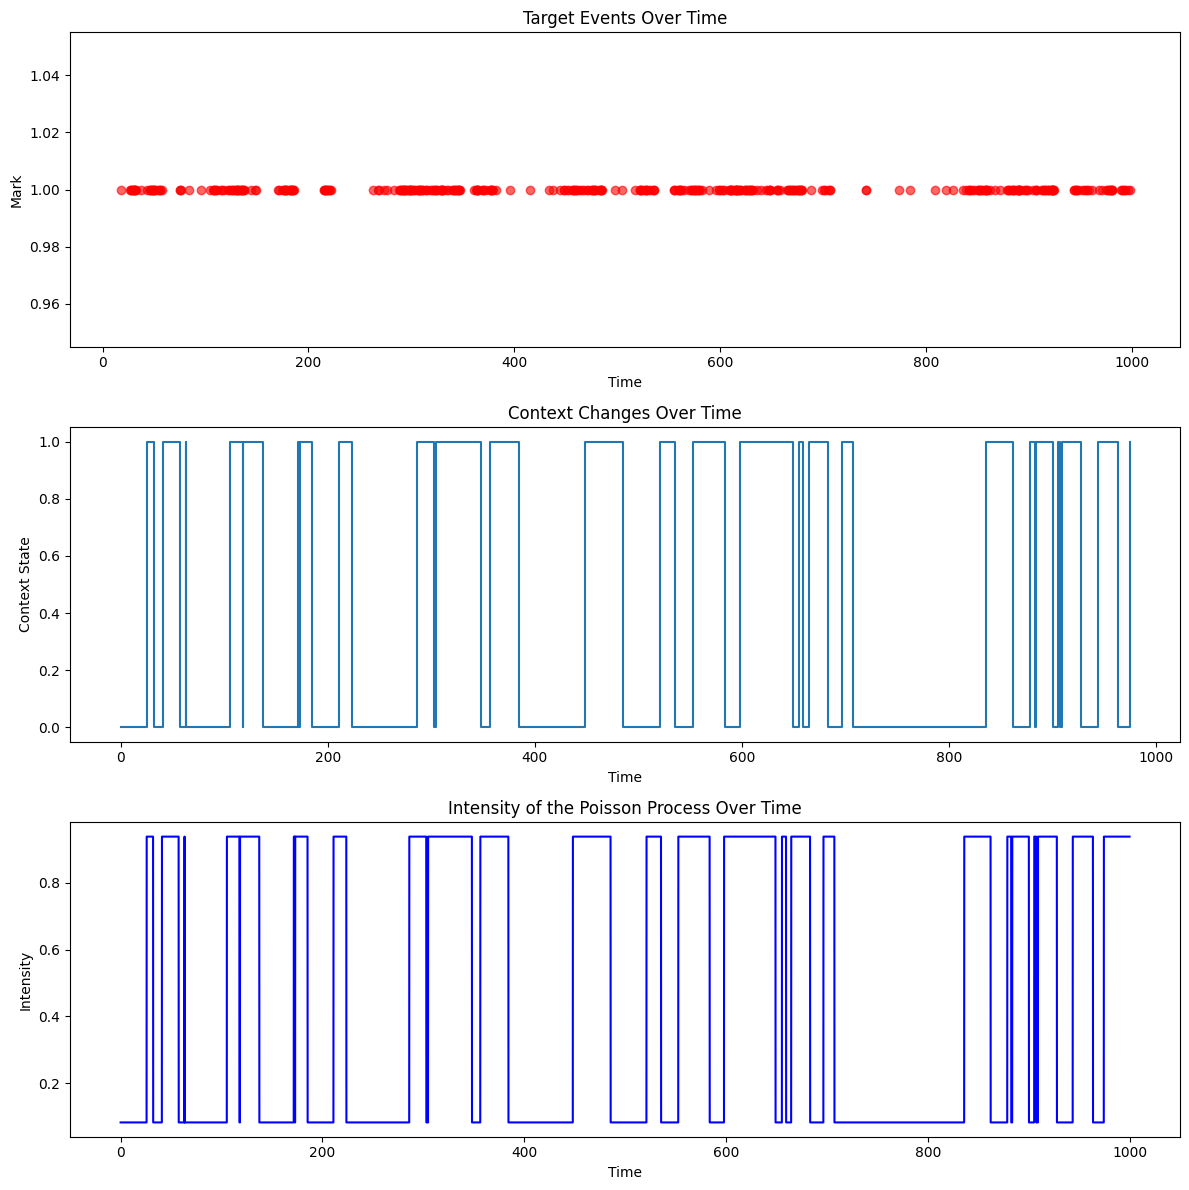 Target Events Over Time
1.04
1.02
1.00
0.98
0.96
Mark
0 200 400 600 800 1000
Time
Context Changes Over Time
1.0
0.8
0.6
0.4
0.2
0.0
Context State
0 200 400 600 800 1000
Time
Intensity of the Poisson Process Over Time
0.8
0.6
0.4
0.2
Intensity
0 200 400 600 800 1000
Time